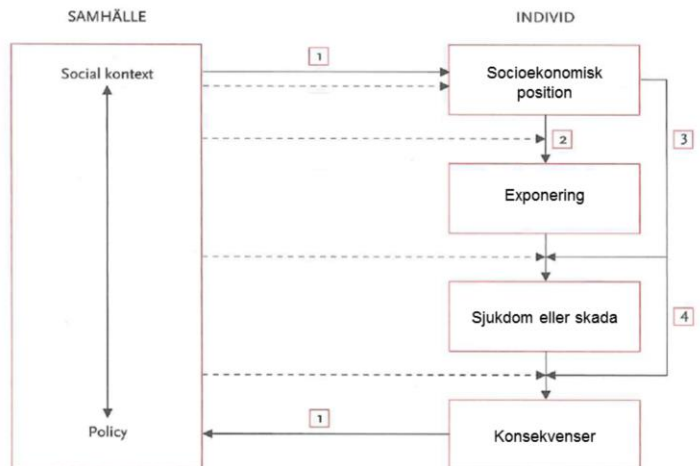 SAMHÄLLE
INDIVID
Social kontext
1
Socioekonomisk
position
2
3
Exponering
Sjukdom eller skada
4
Policy
1
Konsekvenser